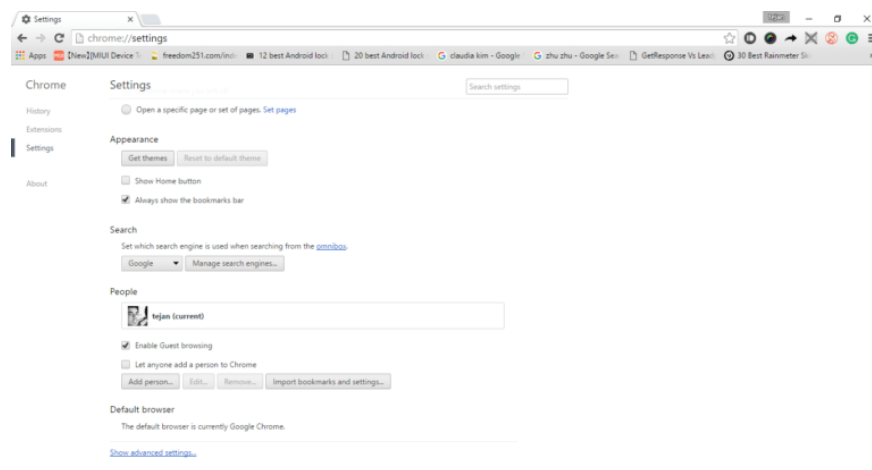 Settings
tejan
chrome://settings
Apps [New][MIUI Device T freedom251.com/ind 12 best Android lock 20 best Android lock claudia kim - Google zhu zhu - Google Sea GetResponse Vs Lead 30 Best Rainmeter Sk
Chrome
Settings
Search settings
History
Open a specific page or set of pages. Set pages
Extensions
Settings
Appearance
Get themes Reset to default theme
About
Show Home button
Always show the bookmarks bar
Search
Set which search engine is used when searching from the omnibox.
Google Manage search engines...
People
tejan (current)
Enable Guest browsing
Let anyone add a person to Chrome
Add person... Edit... Remove... Import bookmarks and settings...
Default browser
The default browser is currently Google Chrome.
Show advanced settings...